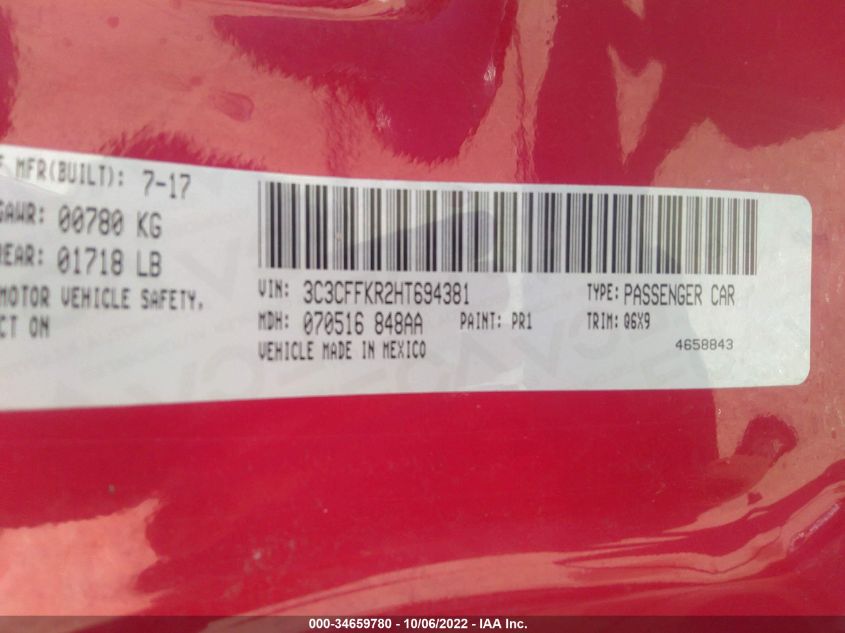 MFR(BUILT): 7-17
GAWR: 00780 KG
REAR: 01718 LB
MOTOR VEHICLE SAFETY,
CT ON
VIN: 3C3CFFKR2HT694381 TYPE: PASSENGER CAR
MDH: 070516 848AA PAINT: PR1 TRIM: Q6X9
VEHICLE MADE IN MEXICO 4658843
000-34659780 - 10/06/2022 - IAA Inc.